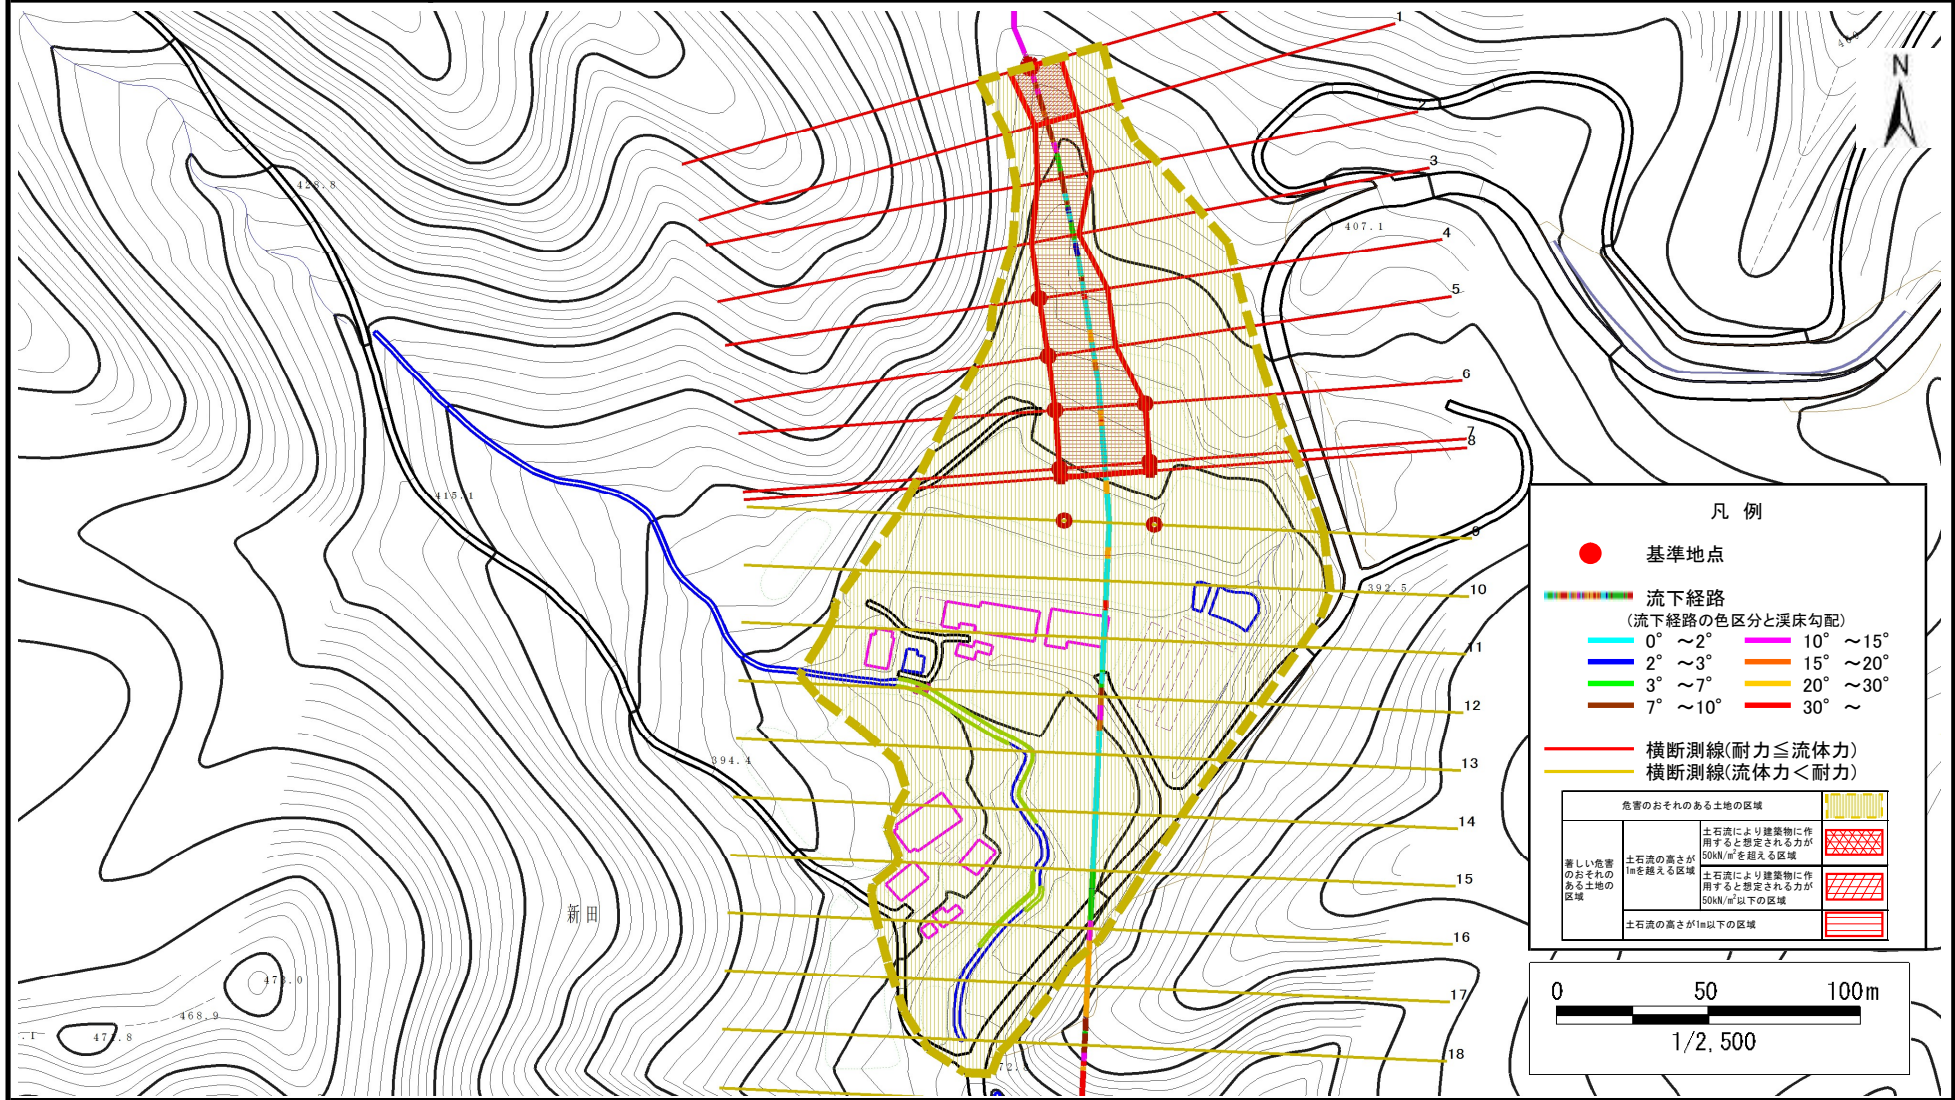 1
2
3
4
5
6
7
8
9
10
11
12
13
14
15
16
17
18
N
428.8
407.1
415.1
392.5
394.4
新田
473.0
468.9
472.8
凡 例
基準地点
流下経路
(流下経路の色区分と渓床勾配)
0° ~2°
10° ~15°
2° ~3°
15° ~20°
3° ~7°
20° ~30°
7° ~10°
30° ~
横断測線(耐力≦流体力)
横断測線(流体力<耐力)
危害のおそれのある土地の区域
著しい危害
のおそれの
ある土地の
区域
土石流の高さが
1mを越える区域
土石流により建築物に作
用すると想定される力が
50kN/m²を超える区域
土石流により建築物に作
用すると想定される力が
50kN/m²以下の区域
土石流の高さが1m以下の区域
0 50 100m
1/2,500